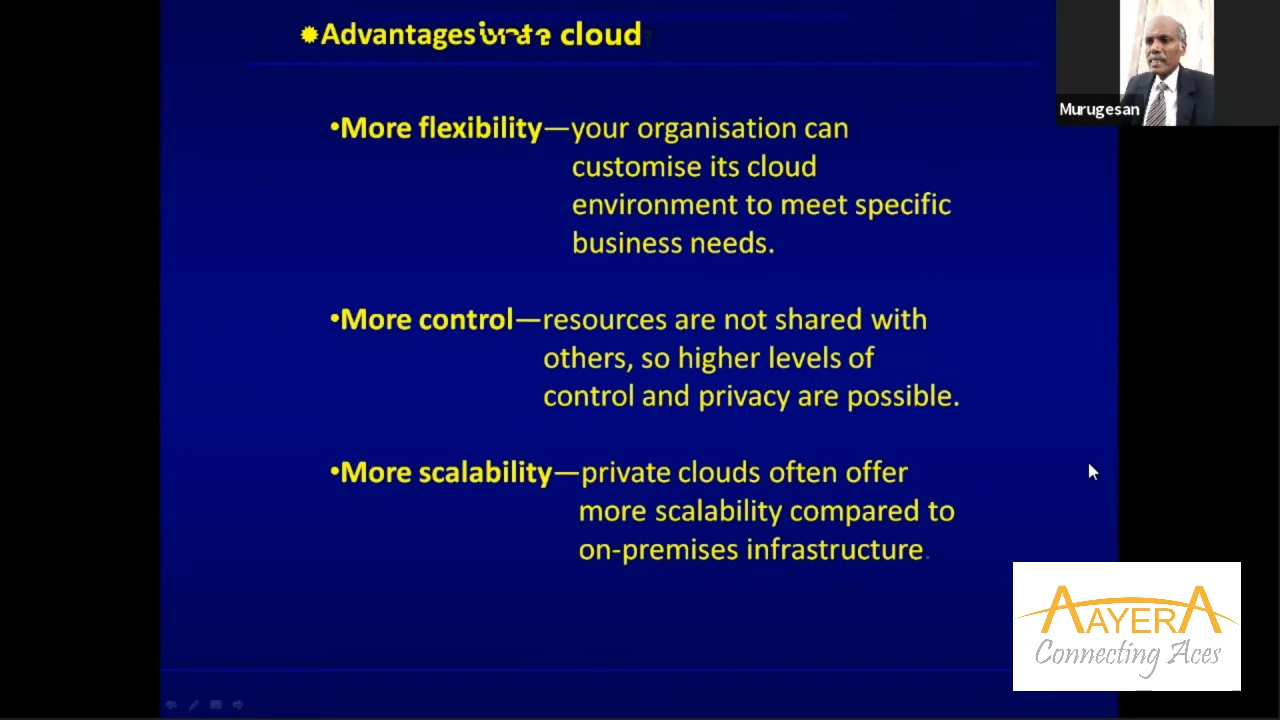 Advantages cloud
Murugesan
•More flexibility—your organisation can
customise its cloud
environment to meet specific
business needs.
•More control—resources are not shared with
others, so higher levels of
control and privacy are possible.
•More scalability—private clouds often offer
more scalability compared to
on-premises infrastructure.
AAYERA
Connecting Aces